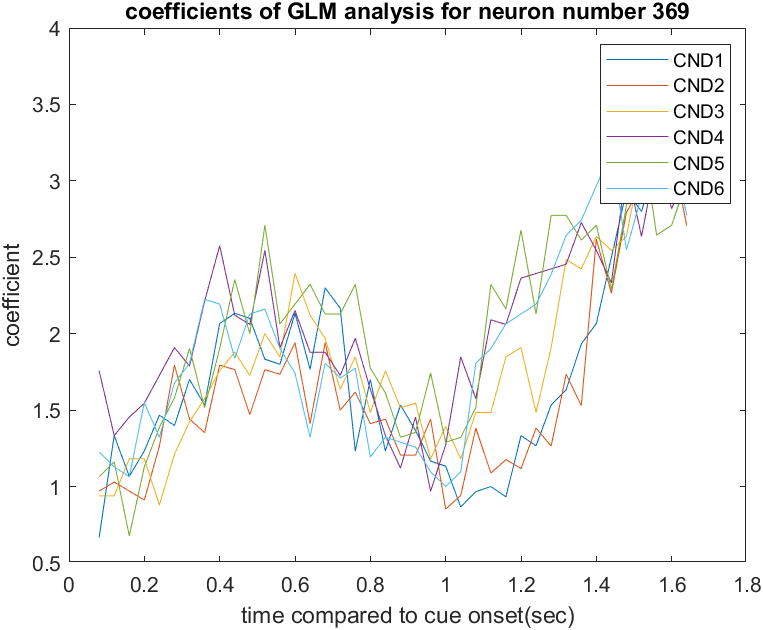 coefficients of GLM analysis for neuron number 369
4
3.5
3
2.5
2
1.5
1
0.5
coefficient
CND1
CND2
CND3
CND4
CND5
CND6
0
0.2
0.4
0.6
0.8
1
1.2
1.4
1.6
1.8
time compared to cue onset(sec)